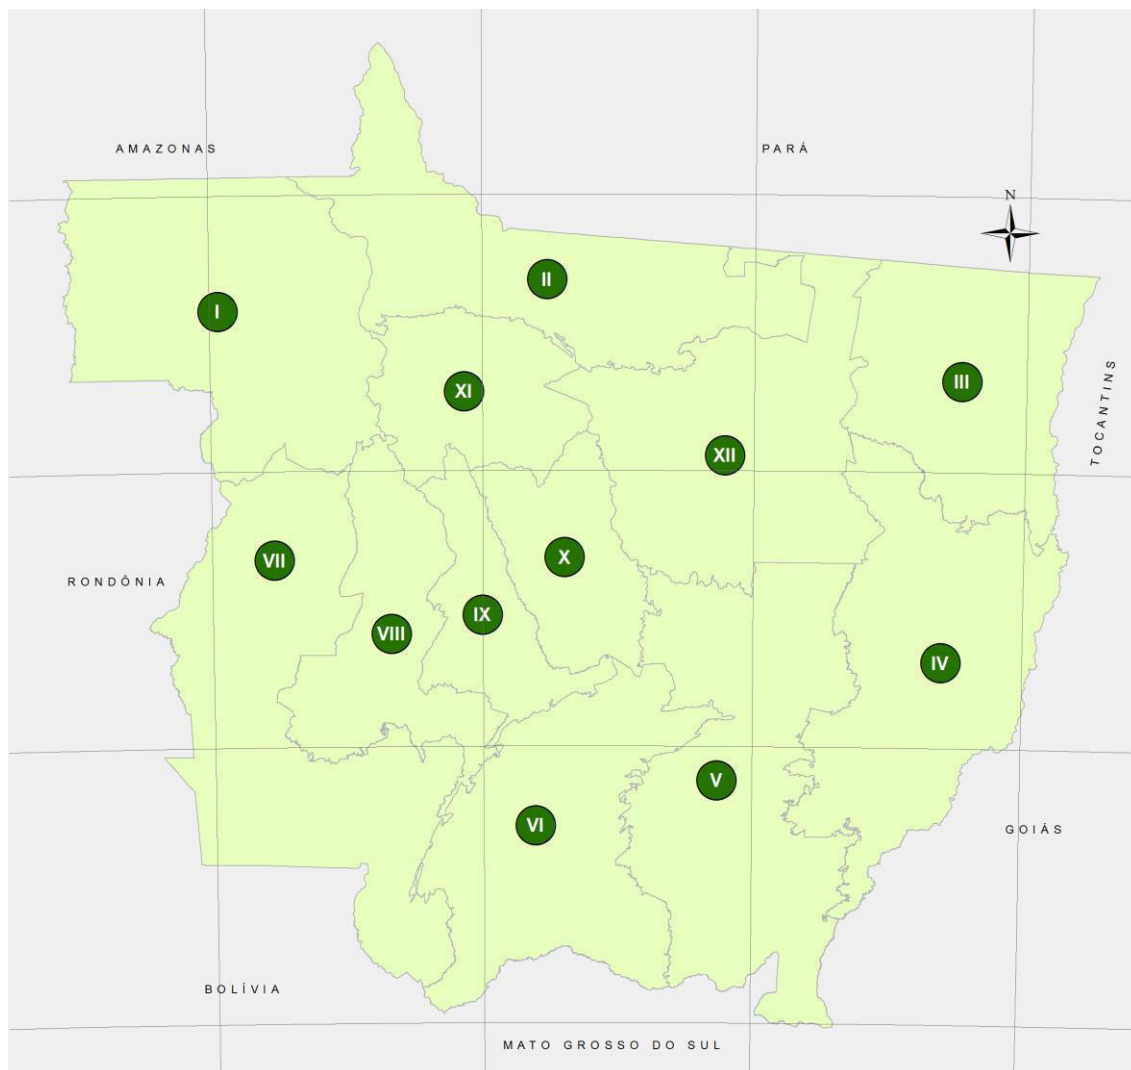 AMAZONAS
PARÁ
N
II
I
III
XI
TOCANTINS
XII
X
VII
RONDÔNIA
IX
VIII
IV
V
VI
GOIÁS
BOLÍVIA
MATO GROSSO DO SUL